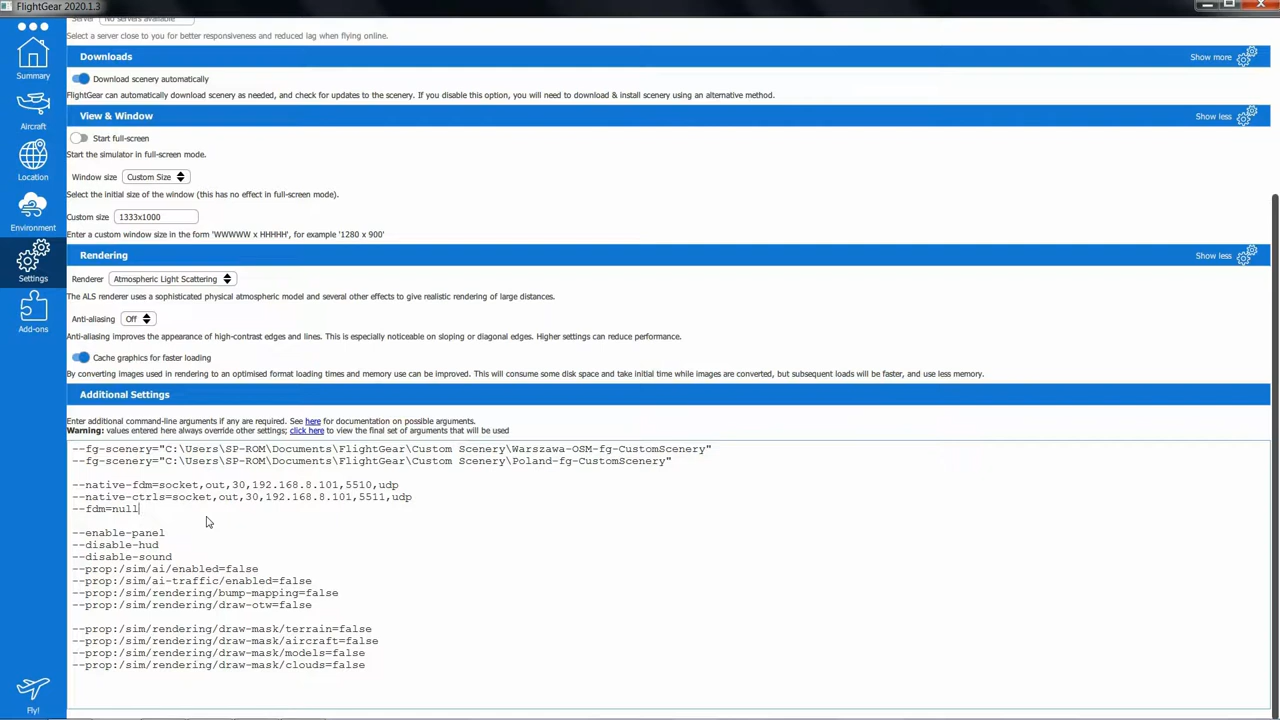 FlightGear 2020.1.3
Server No servers available
Select a server close to you for better responsiveness and reduced lag when flying online.
Downloads
Show more
Download scenery automatically
FlightGear can automatically download scenery as needed, and check for updates to the scenery. If you disable this option, you will need to download & install scenery using an alternative method.
View & Window
Show less
Start full-screen
Start the simulator in full-screen mode.
Window size Custom Size
Select the initial size of the window (this has no effect in full-screen mode).
Custom size 1333x1000
Enter a custom window size in the form 'WWWWW x HHHHH', for example '1280 x 900'
Rendering
Show less
Renderer Atmospheric Light Scattering
The ALS renderer uses a sophisticated physical atmospheric model and several other effects to give realistic rendering of large distances.
Anti-aliasing Off
Anti-aliasing improves the appearance of high-contrast edges and lines. This is especially noticeable on sloping or diagonal edges. Higher settings can reduce performance.
Cache graphics for faster loading
By converting images used in rendering to an optimised format loading times and memory use can be improved. This will consume some disk space and take initial time while images are converted, but subsequent loads will be faster, and use less memory.
Additional Settings
Enter additional command-line arguments if any are required. See here for documentation on possible arguments.
Warning: values entered here always override other settings; click here to view the final set of arguments that will be used
--fg-scenery="C:\Users\SP-ROM\Documents\FlightGear\Custom Scenery\Warszawa-OSM-fg-CustomScenery"
--fg-scenery="C:\Users\SP-ROM\Documents\FlightGear\Custom Scenery\Poland-fg-CustomScenery"
--native-fdm=socket,out,30,192.168.8.101,5510,udp
--native-ctrls=socket,out,30,192.168.8.101,5511,udp
--fdm=null
--enable-panel
--disable-hud
--disable-sound
--prop:/sim/ai/enabled=false
--prop:/sim/ai-traffic/enabled=false
--prop:/sim/rendering/bump-mapping=false
--prop:/sim/rendering/draw-otw=false
--prop:/sim/rendering/draw-mask/terrain=false
--prop:/sim/rendering/draw-mask/aircraft=false
--prop:/sim/rendering/draw-mask/models=false
--prop:/sim/rendering/draw-mask/clouds=false
Summary
Aircraft
Location
Environment
Settings
Add-ons
Fly!